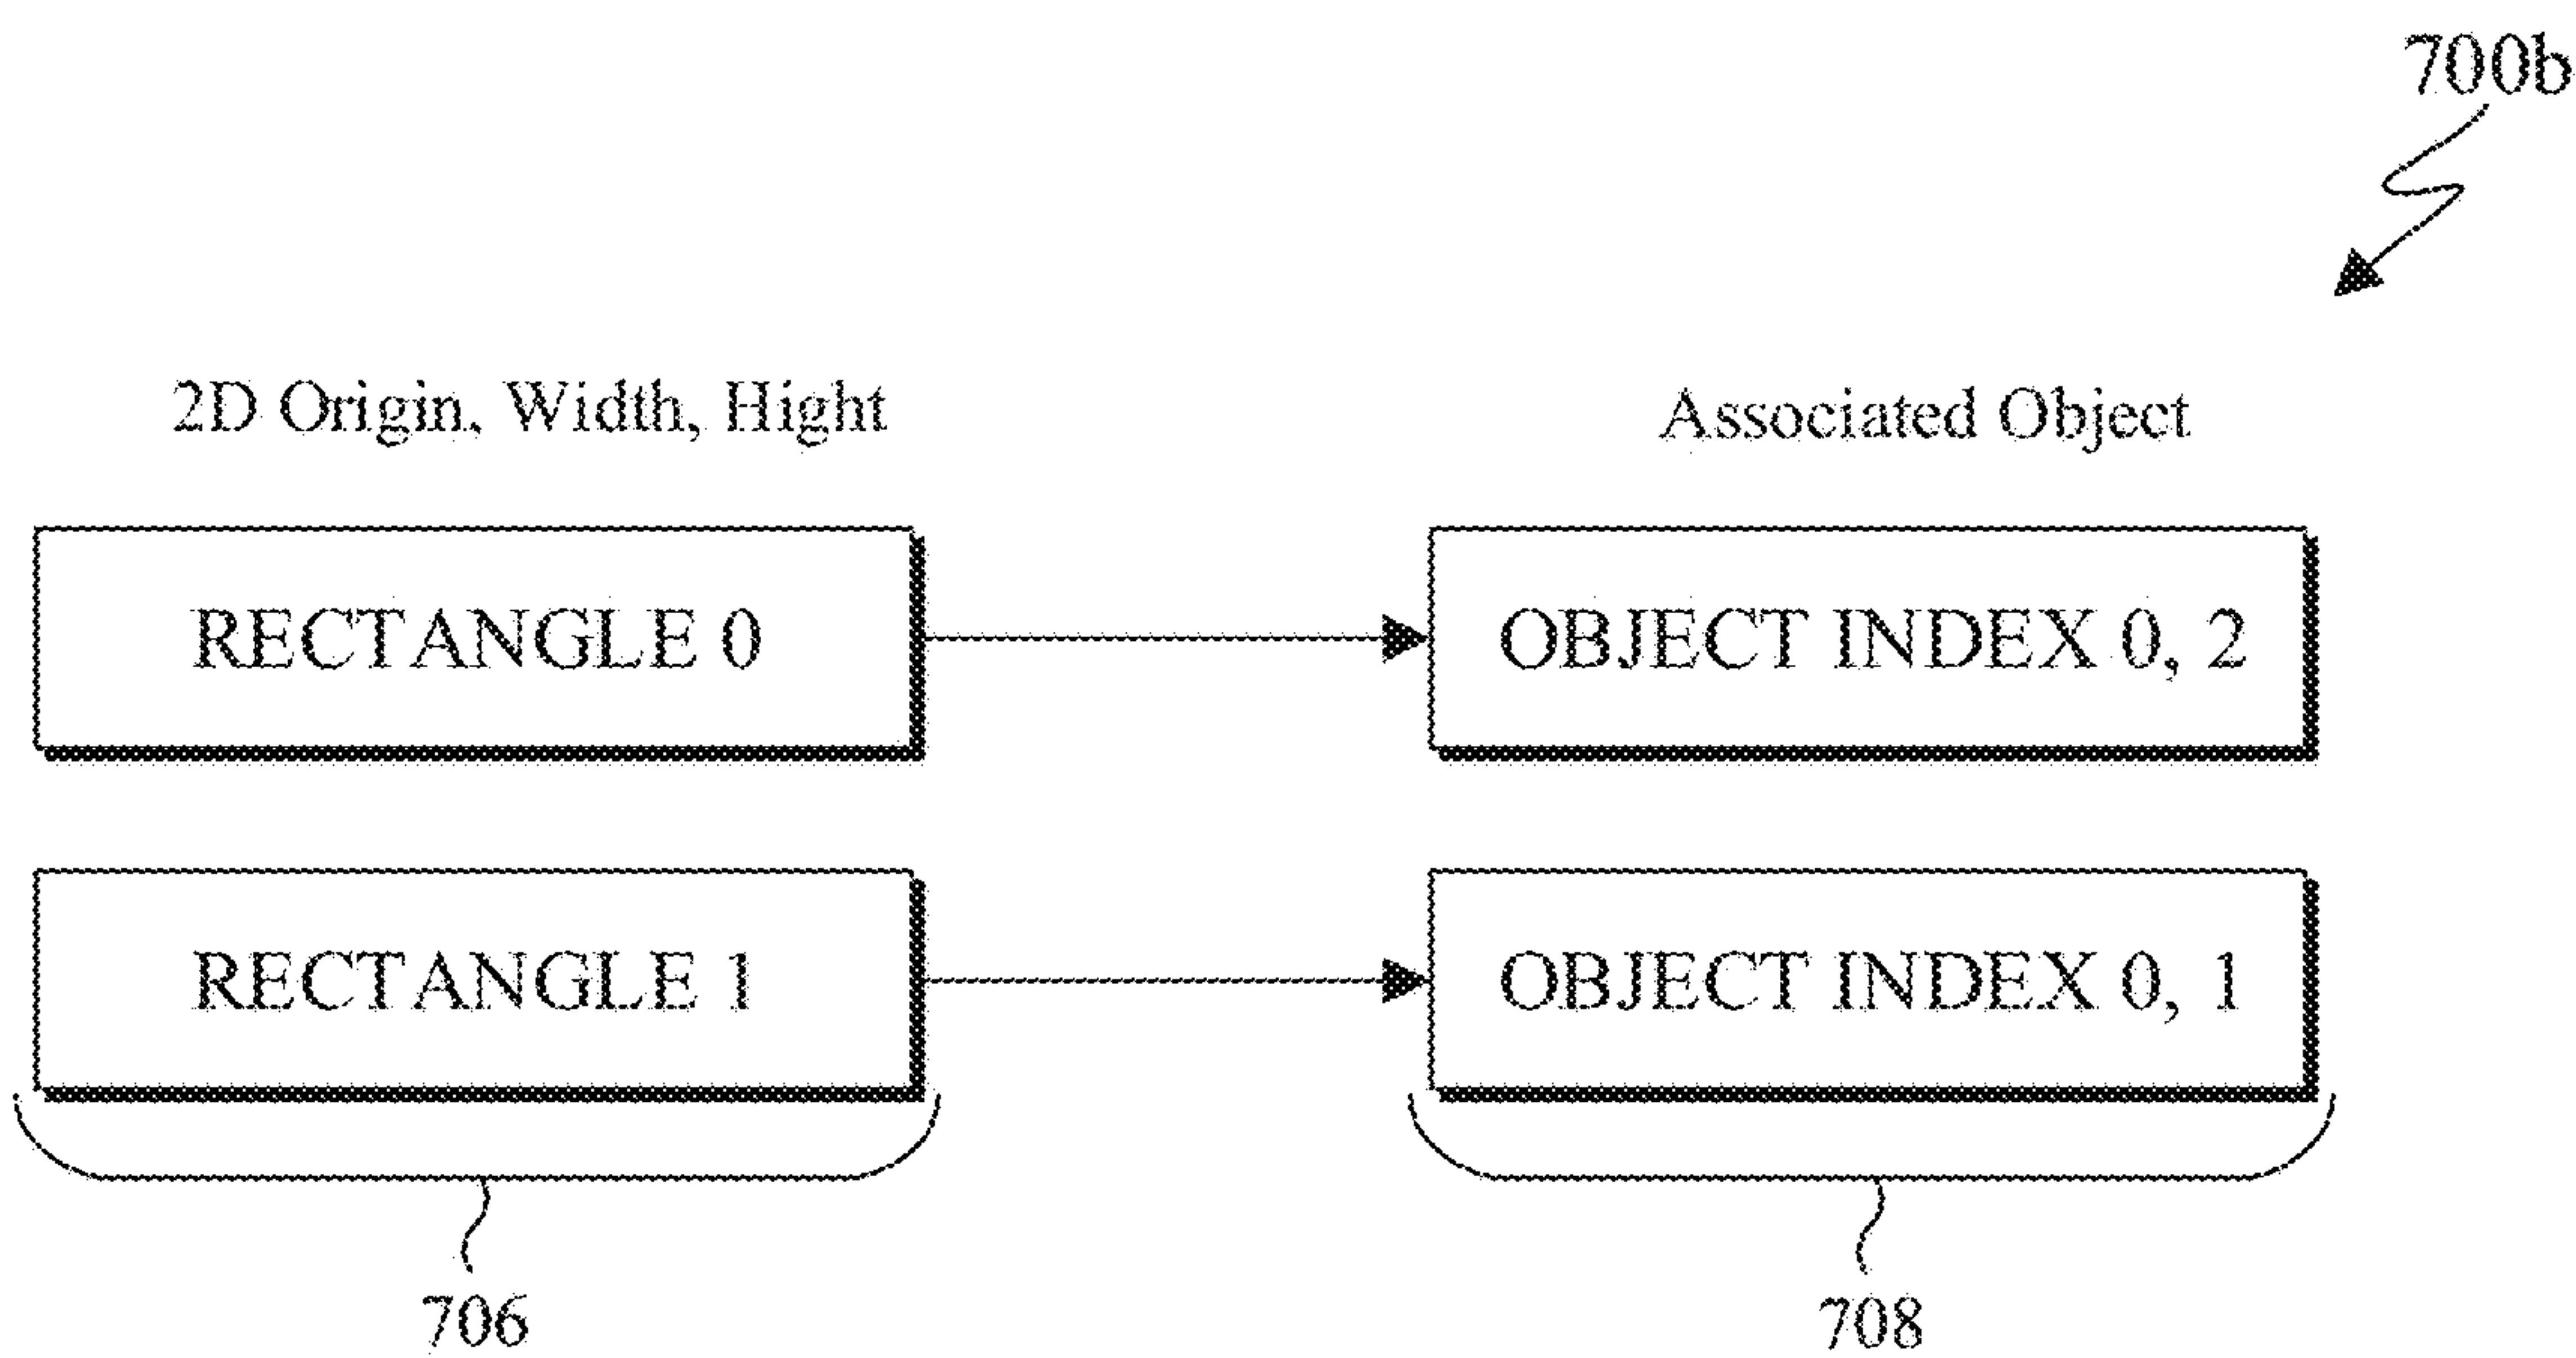 700b
2D Origin, Width, Hight
Associated Object
RECTANGLE 0
OBJECT INDEX 0, 2
RECTANGLE 1
OBJECT INDEX 0, 1
706
708